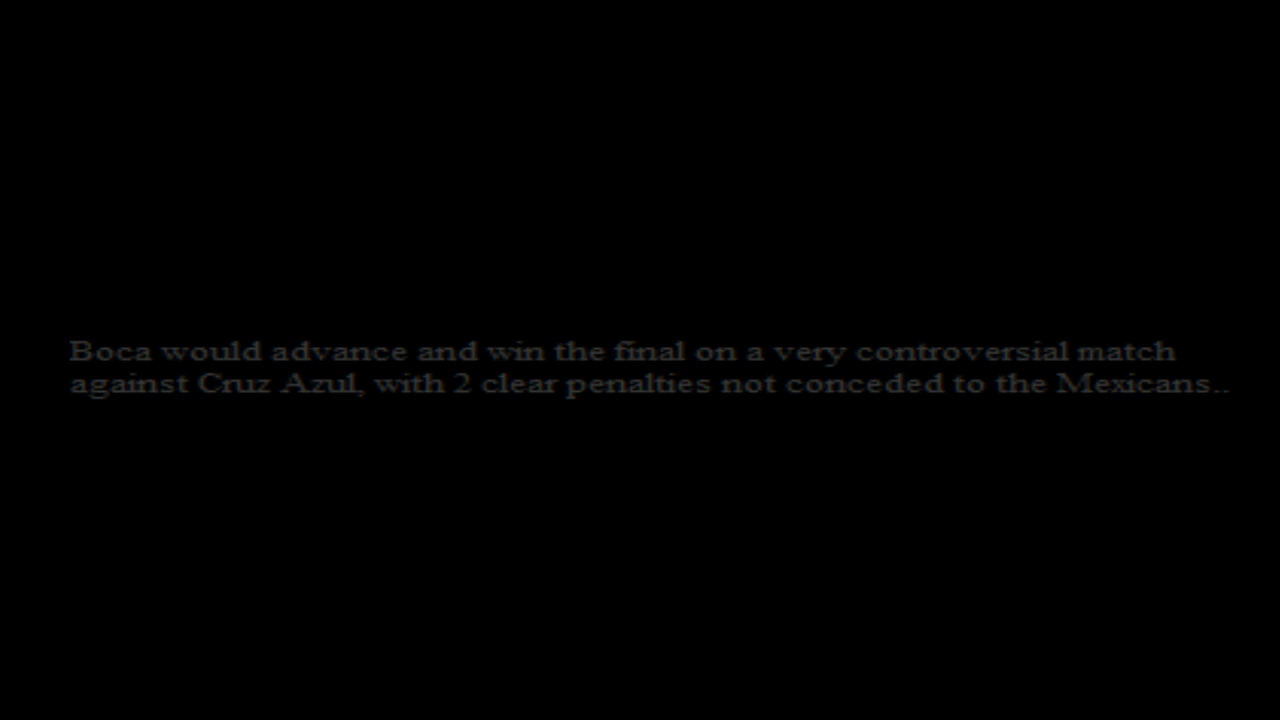 Boca would advance and win the final on a very controversial match
against Cruz Azul, with 2 clear penalties not conceded to the Mexicans..